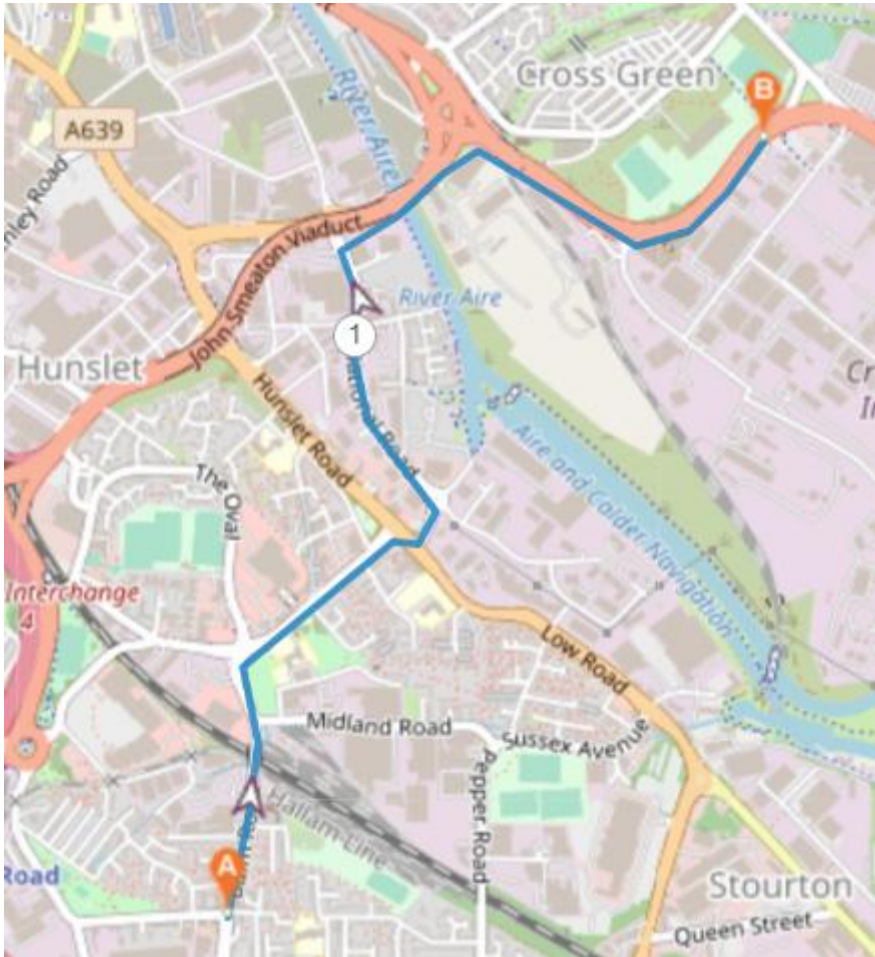 Cross Green
B
River Aire
A639
John Smeaton Viaduct
River Aire
1
Hunslet
Hunslet Road
The Oval
Aire and Calder Navigation
Interchange
4
Low Road
Midland Road
Sussex Avenue
Pepper Road
Hallam Line
A
Road
Stourton
Queen Street